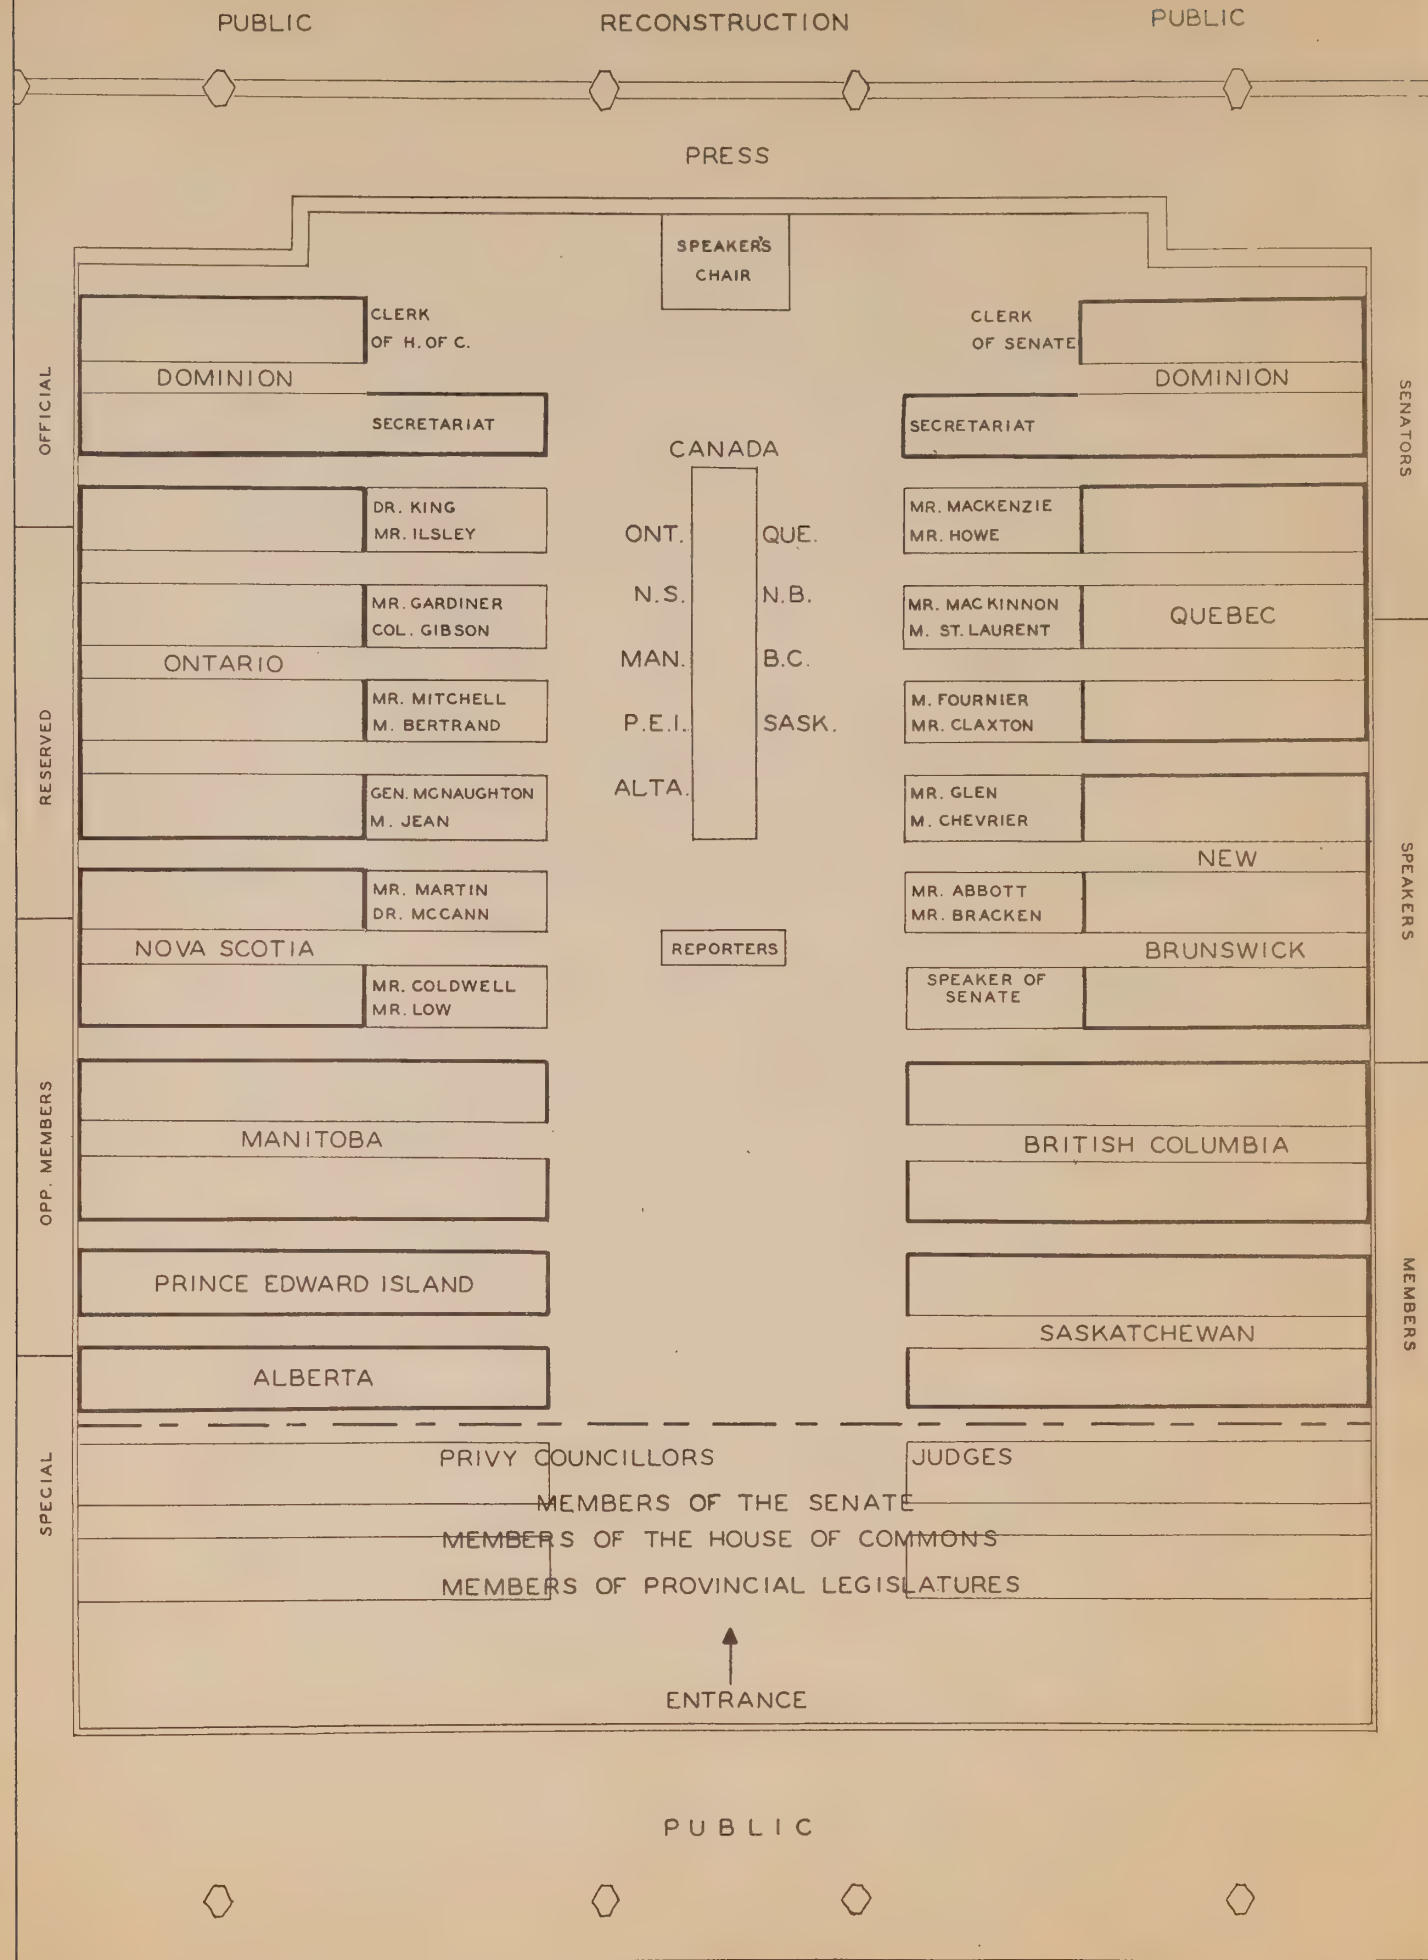 PUBLIC
RECONSTRUCTION
PUBLIC
PRESS
SPEAKER'S
CHAIR
CLERK
OF H. OF C.
DOMINION
SECRETARIAT
CLERK
OF SENATE
DOMINION
SECRETARIAT
OFFICIAL
SENATORS
CANADA
ONT.
QUE.
N.S.
N.B.
MAN.
B.C.
P.E.I.
SASK.
ALTA.
DR. KING
MR. ILSLEY
MR. GARDINER
COL. GIBSON
ONTARIO
MR. MITCHELL
M. BERTRAND
GEN. MCNAUGHTON
M. JEAN
MR. MACKENZIE
MR. HOWE
MR. MACKINNON
M. ST. LAURENT
QUEBEC
M. FOURNIER
MR. CLAXTON
MR. GLEN
M. CHEVRIER
NEW
BRUNSWICK
MR. ABBOTT
MR. BRACKEN
SPEAKER OF
SENATE
RESERVED
SPEAKERS
MR. MARTIN
DR. MCCANN
NOVA SCOTIA
MR. COLDWELL
MR. LOW
REPORTERS
OPP. MEMBERS
MEMBERS
MANITOBA
BRITISH COLUMBIA
PRINCE EDWARD ISLAND
SASKATCHEWAN
ALBERTA
SPECIAL
PRIVY COUNCILLORS
JUDGES
MEMBERS OF THE SENATE
MEMBERS OF THE HOUSE OF COMMONS
MEMBERS OF PROVINCIAL LEGISLATURES
ENTRANCE
PUBLIC